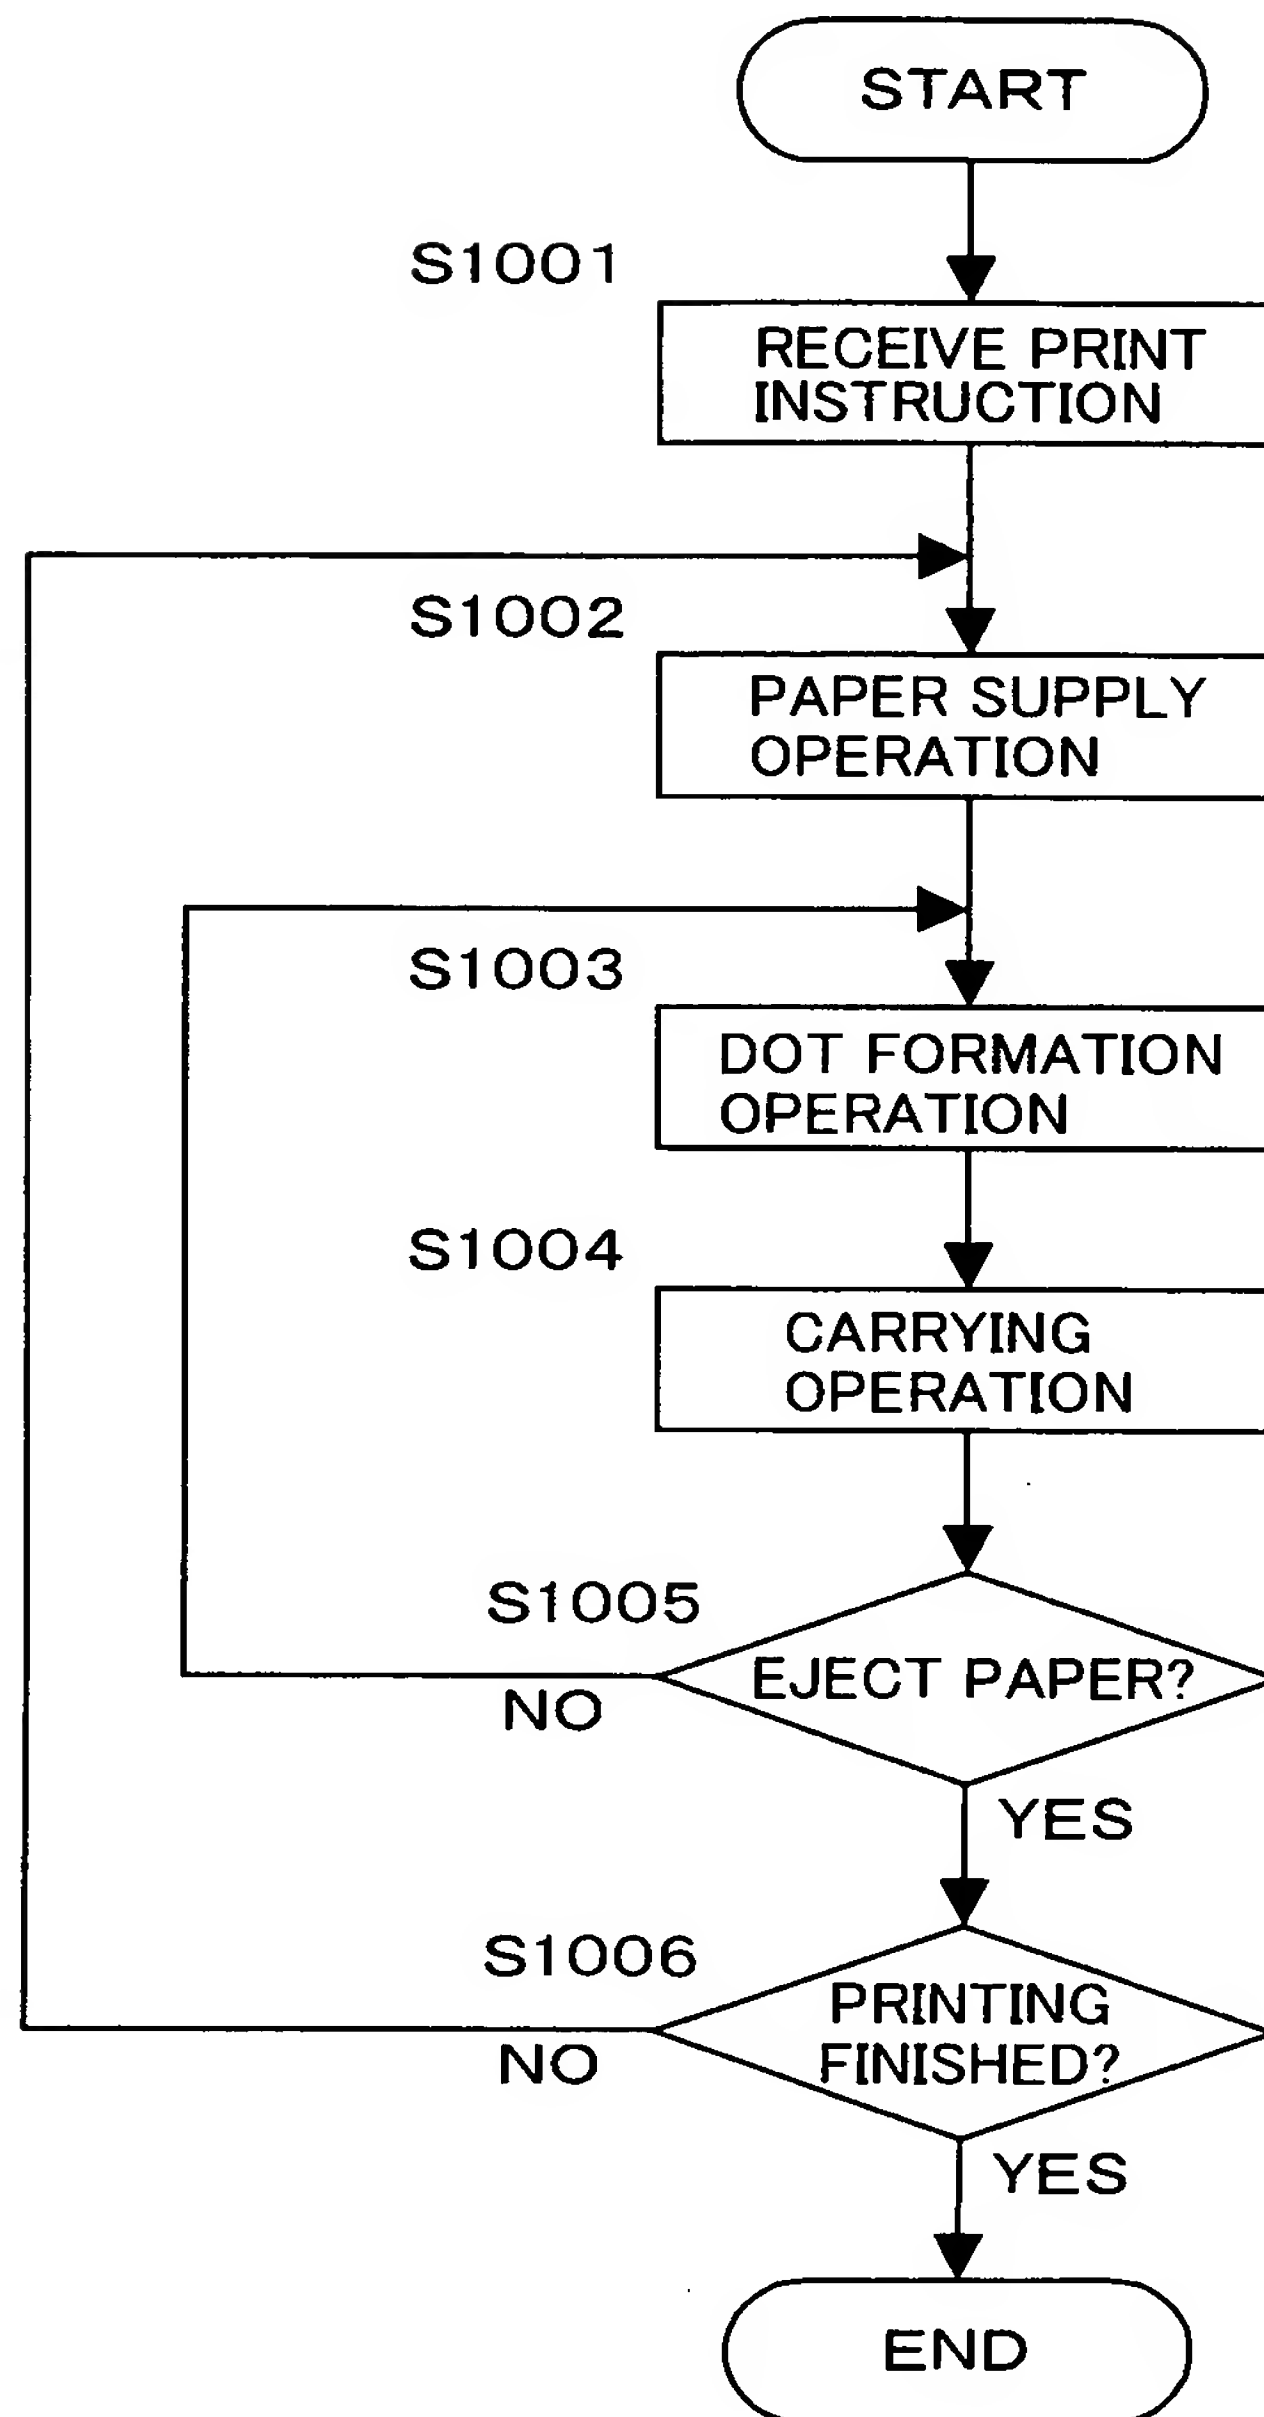 START
S1001
RECEIVE PRINT
INSTRUCTION
S1002
PAPER SUPPLY
OPERATION
S1003
DOT FORMATION
OPERATION
S1004
CARRYING
OPERATION
S1005
EJECT PAPER?
NO
YES
S1006
PRINTING
FINISHED?
NO
YES
END